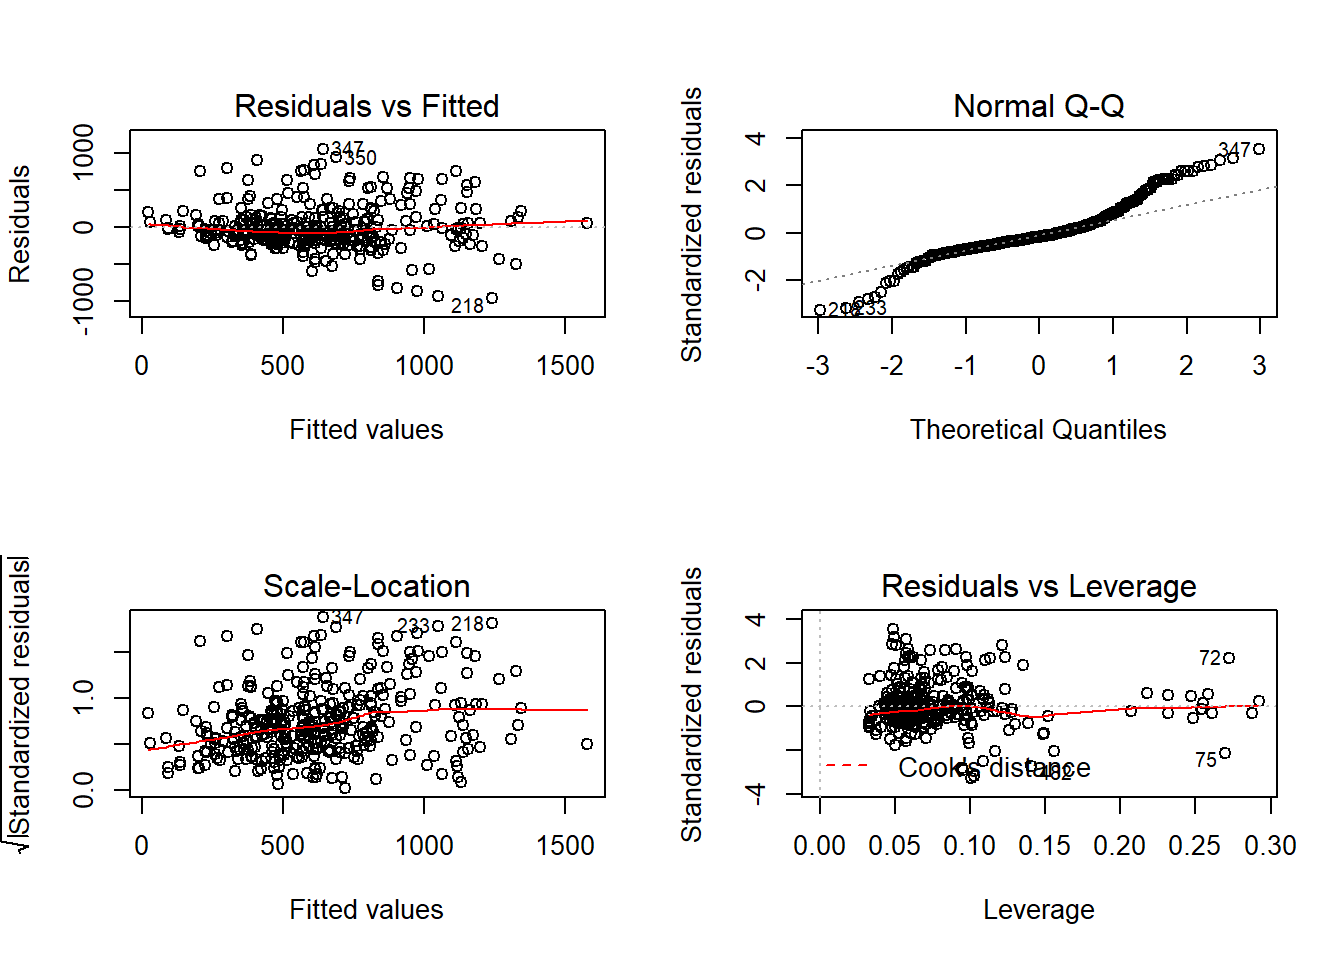 Residuals vs Fitted
Residuals
1000
0
-1000
347
350
218
0 500 1000 1500
Fitted values
Normal Q-Q
Standardized residuals
4
2
0
-2
347
233
-3 -2 -1 0 1 2 3
Theoretical Quantiles
Scale-Location
√|Standardized residuals|
1.0
0.0
347
233
218
0 500 1000 1500
Fitted values
Residuals vs Leverage
Standardized residuals
4
2
0
-4
72
75
Cook's distance
0.00 0.05 0.10 0.15 0.20 0.25 0.30
Leverage